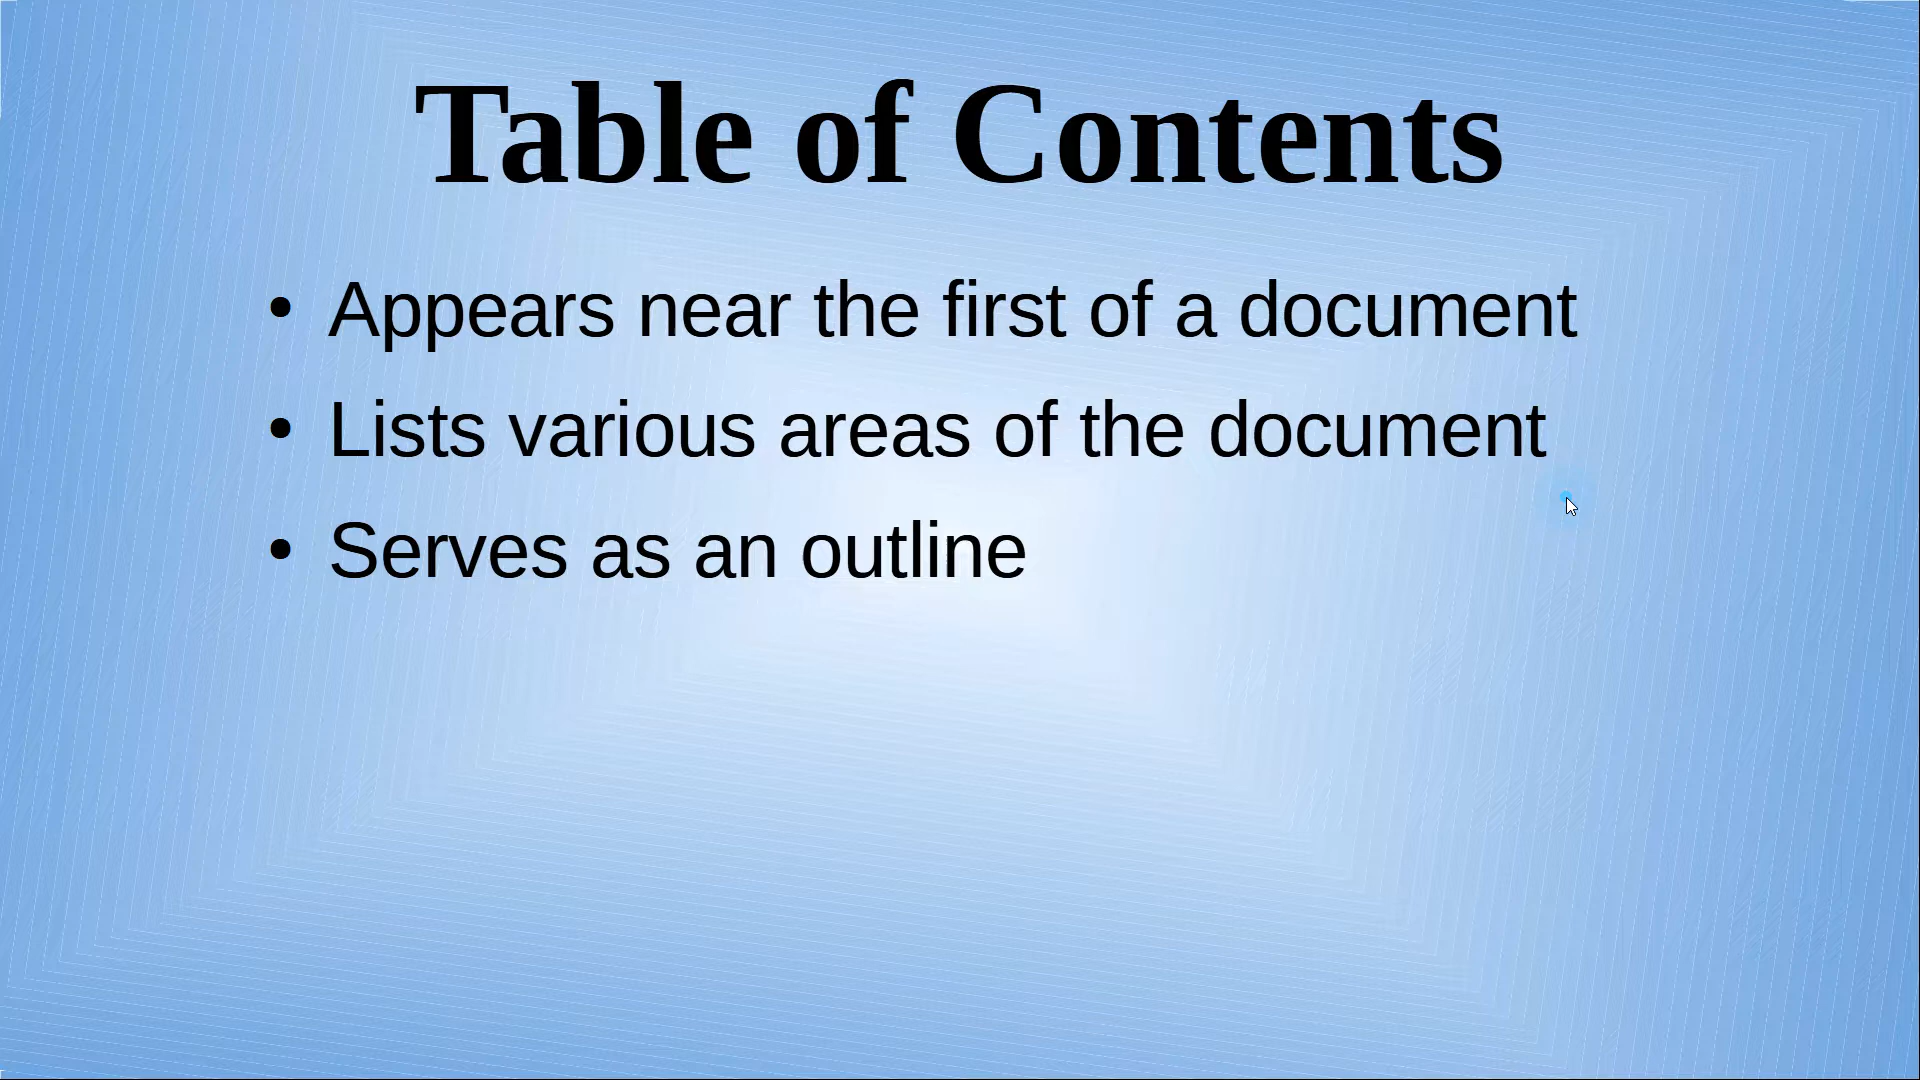 Table of Contents
• Appears near the first of a document
• Lists various areas of the document
• Serves as an outline